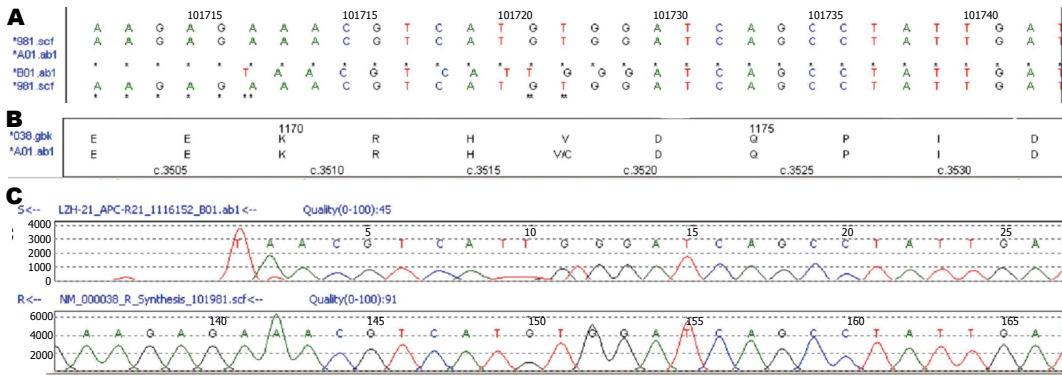 A
101715 101715 101720 101730 101735 101740
A A G A G A A A C G T C A T G T G G A T C A G C C T A T T G A T
*981.scf A A G A G A A A C G T C A T G T G G A T C A G C C T A T T G A T
*A01.ab1
*B01.ab1 T A A C G T C A T T G G G A T C A G C C T A T T G A T
*981.scf A A G A G A A A C G T C A T G T G G A T C A G C C T A T T G A T
B
1170 1175
*038.gbk E E K R H V D Q P I D
*A01.ab1 E E K R H V/C D Q P I D
c.3505 c.3510 c.3515 c.3520 c.3525 c.3530
C
S<-- LZH-21_APC-R21_1116152_B01.ab1<-- Quality(0-100):45
4000 5 10 15 20 25
3000 T A A C G T C A T T G G G A T C A G C C T A T T G A
2000
1000
0
R<-- NM_000038_R_Synthesis_101981.scf<-- Quality(0-100):91
6000 140 145 150 155 160 165
4000 A A G A G A A A C G T C A T G T G G A T C A G C C T A T T G A
2000